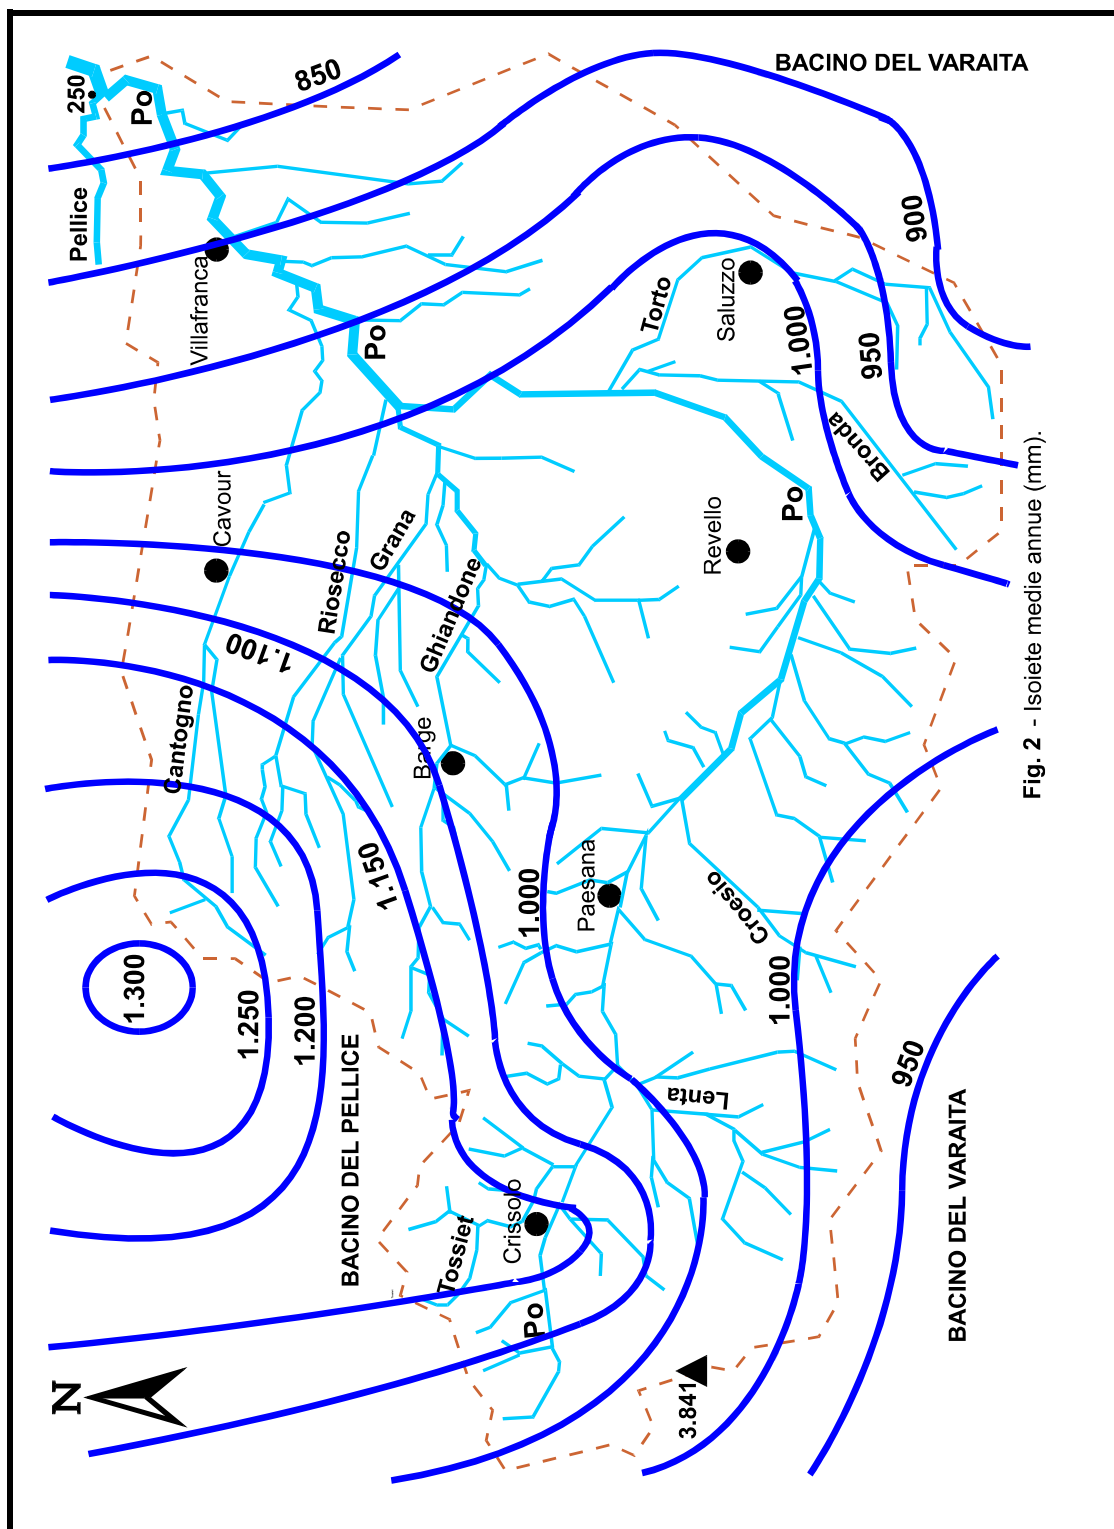 BACINO DEL VARAITA
850
250
Po
Pellice
900
Villafranca
Saluzzo
Torto
Po
1.000
950
Bronda
Cavour
Revello
Po
Riosecco
Grana
Ghiandone
1.100
Cantogno
Barge
1.150
1.000
Paesana
Croesio
1.000
1.300
1.250
1.200
BACINO DEL PELLICE
Lenta
950
BACINO DEL VARAITA
Crissolo
Tossiet
Po
3.841
N
Fig. 2 - Isoiete medie annue (mm).